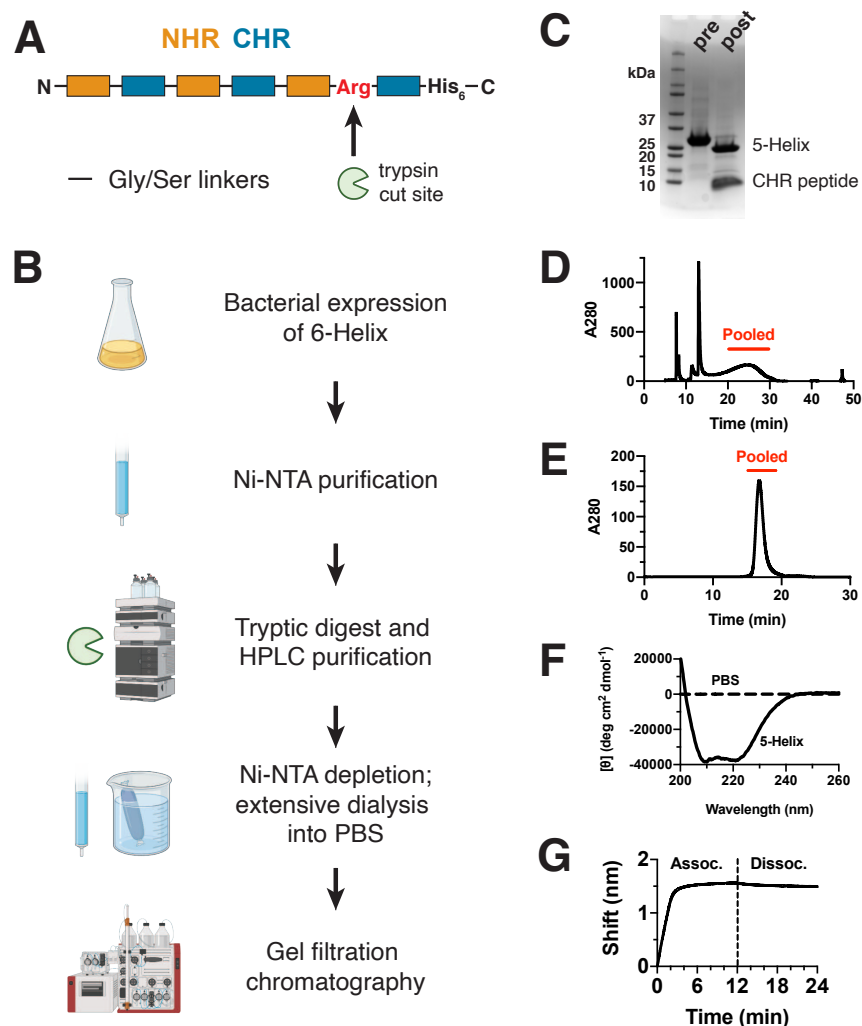 A
NHR CHR
N
Arg
His6–C
— Gly/Ser linkers
trypsin
cut site
B
Bacterial expression
of 6-Helix
Ni-NTA purification
Tryptic digest and
HPLC purification
Ni-NTA depletion;
extensive dialysis
into PBS
Gel filtration
chromatography
C
pre
post
kDa
37
25
20
15
10
5-Helix
CHR peptide
D
A280
1000
500
0
Pooled
0 10 20 30 40 50
Time (min)
E
A280
200
150
100
50
0
Pooled
0 10 20 30
Time (min)
F
[θ] (deg cm2 dmol-1)
20000
0
-20000
-40000
PBS
5-Helix
200 220 240 260
Wavelength (nm)
G
Shift (nm)
2
1
0
Assoc.
Dissoc.
0 6 12 18 24
Time (min)